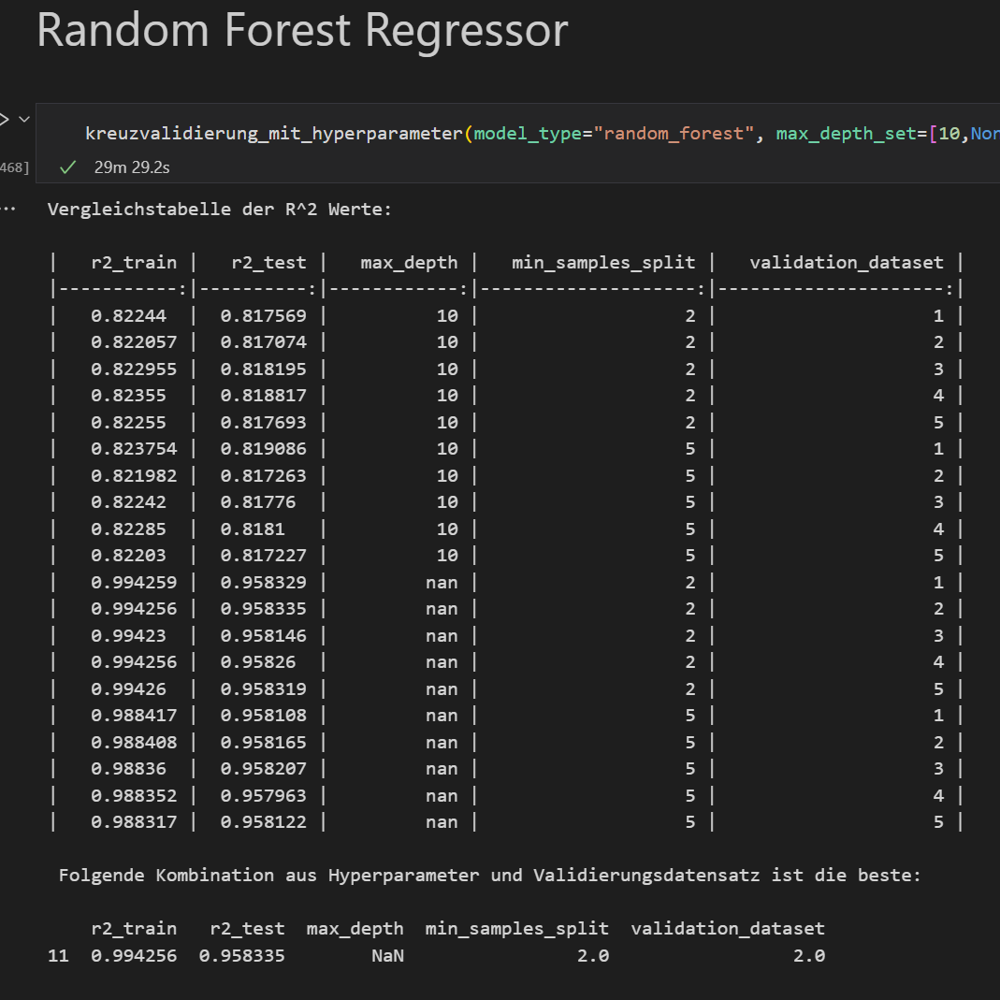 Random Forest Regressor
kreuzvalidierung_mit_hyperparameter(model_type="random_forest", max_depth_set=[10,Non
468]
29m 29.2s
Vergleichstabelle der R^2 Werte:
| r2_train | r2_test | max_depth | min_samples_split | validation_dataset |
|-----------:|----------:|------------:|--------------------:|---------------------:|
| 0.82244 | 0.817569 | 10 | 2 | 1 |
| 0.822057 | 0.817074 | 10 | 2 | 2 |
| 0.822955 | 0.818195 | 10 | 2 | 3 |
| 0.82355 | 0.818817 | 10 | 2 | 4 |
| 0.82255 | 0.817693 | 10 | 2 | 5 |
| 0.823754 | 0.819086 | 10 | 5 | 1 |
| 0.821982 | 0.817263 | 10 | 5 | 2 |
| 0.82242 | 0.81776 | 10 | 5 | 3 |
| 0.82285 | 0.8181 | 10 | 5 | 4 |
| 0.82203 | 0.817227 | 10 | 5 | 5 |
| 0.994259 | 0.958329 | nan | 2 | 1 |
| 0.994256 | 0.958335 | nan | 2 | 2 |
| 0.99423 | 0.958146 | nan | 2 | 3 |
| 0.994256 | 0.95826 | nan | 2 | 4 |
| 0.99426 | 0.958319 | nan | 2 | 5 |
| 0.988417 | 0.958108 | nan | 5 | 1 |
| 0.988408 | 0.958165 | nan | 5 | 2 |
| 0.98836 | 0.958207 | nan | 5 | 3 |
| 0.988352 | 0.957963 | nan | 5 | 4 |
| 0.988317 | 0.958122 | nan | 5 | 5 |
Folgende Kombination aus Hyperparameter und Validierungsdatensatz ist die beste:
r2_train r2_test max_depth min_samples_split validation_dataset
11 0.994256 0.958335 NaN 2.0 2.0